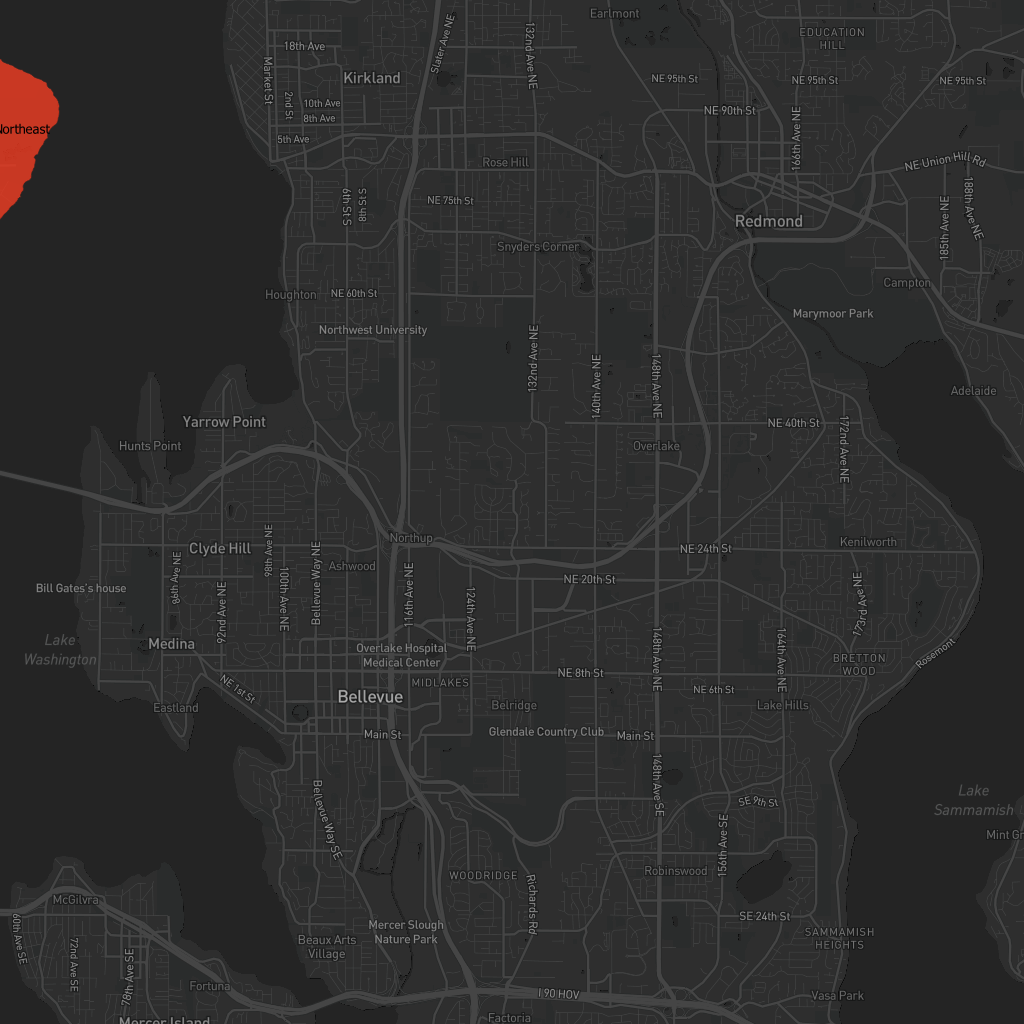 Earlmont
EDUCATION
HILL
18th Ave
Slater Ave NE
132nd Ave NE
Kirkland
Market St
NE 95th St
NE 95th St
NE 95th St
2nd St
10th Ave
8th Ave
NE 90th St
5th Ave
166th Ave NE
Northeast
Rose Hill
NE Union Hill Rd
6th St S
8th St S
NE 75th St
188th Ave NE
185th Ave NE
Redmond
Snyders Corner
Campton
Houghton
NE 60th St
Marymoor Park
Northwest University
132nd Ave NE
140th Ave NE
148th Ave NE
Adelaide
Yarrow Point
NE 40th St
172nd Ave NE
Hunts Point
Overlake
Northup
Clyde Hill
98th Ave NE
NE 24th St
Kenilworth
Ashwood
86th Ave NE
Bill Gates's house
92nd Ave NE
100th Ave NE
Bellevue Way NE
116th Ave NE
124th Ave NE
NE 20th St
173rd Ave NE
Lake
Washington
Medina
Overlake Hospital
Medical Center
148th Ave NE
164th Ave NE
Rosemont
BRETTON
WOOD
NE 8th St
NE 1st St
MIDLAKES
Bellevue
NE 6th St
Eastland
Belridge
Lake Hills
Main St
Glendale Country Club
Main St
Bellevue Way SE
148th Ave SE
SE 9th St
Lake
Sammamish
156th Ave SE
Mint Gr
Robinswood
WOODRIDGE
McGilvra
Richards Rd
60th Ave SE
72nd Ave SE
78th Ave SE
Mercer Slough
Nature Park
SE 24th St
Beaux Arts
Village
SAMMAMISH
HEIGHTS
Fortuna
I 90 HOV
Vasa Park
Mercer Island
Factoria